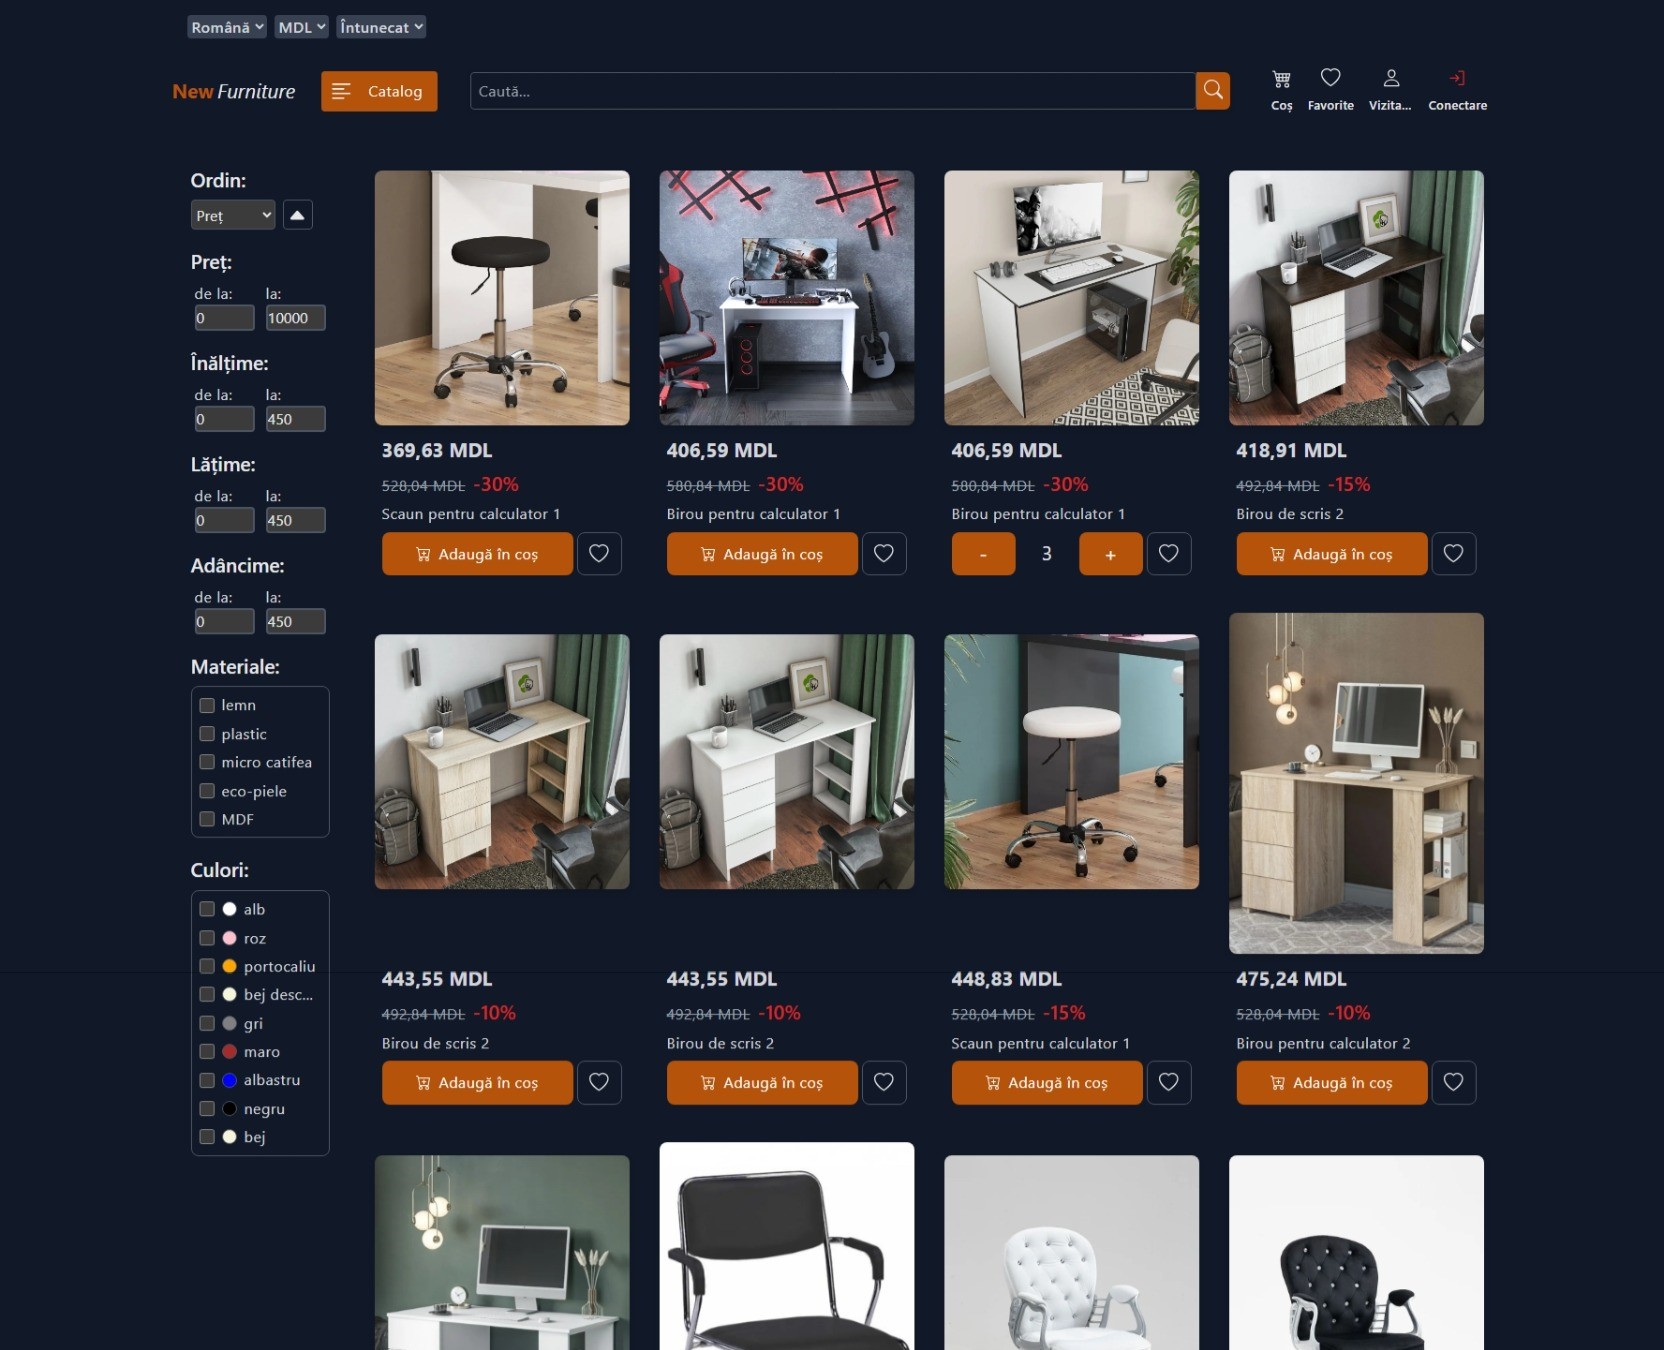 Română MDL Întunecat
New Furniture
Catalog
Caută...
Coș
Favorite
Vizita...
Conectare
Ordin:
Preț
Preț:
de la: la:
0 10000
Înălțime:
de la: la:
0 450
Lățime:
de la: la:
0 450
Adâncime:
de la: la:
0 450
Materiale:
lemn
plastic
micro catifea
eco-piele
MDF
Culori:
alb
roz
portocaliu
bej desc...
gri
maro
albastru
negru
bej
369,63 MDL
528,04 MDL -30%
Scaun pentru calculator 1
Adaugă în coș
406,59 MDL
580,84 MDL -30%
Birou pentru calculator 1
Adaugă în coș
406,59 MDL
580,84 MDL -30%
Birou pentru calculator 1
- 3 +
418,91 MDL
492,84 MDL -15%
Birou de scris 2
Adaugă în coș
443,55 MDL
492,84 MDL -10%
Birou de scris 2
Adaugă în coș
443,55 MDL
492,84 MDL -10%
Birou de scris 2
Adaugă în coș
448,83 MDL
528,04 MDL -15%
Scaun pentru calculator 1
Adaugă în coș
475,24 MDL
528,04 MDL -10%
Birou pentru calculator 2
Adaugă în coș